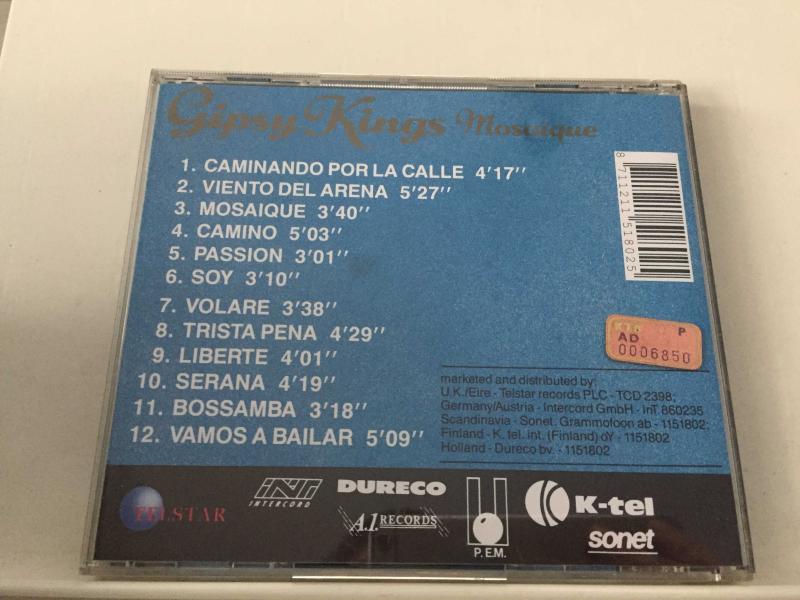 Gipsy Kings Mosaique
1. CAMINANDO POR LA CALLE 4'17''
2. VIENTO DEL ARENA 5'27''
3. MOSAIQUE 3'40''
4. CAMINO 5'03''
5. PASSION 3'01''
6. SOY 3'10''
7. VOLARE 3'38''
8. TRISTA PENA 4'29''
9. LIBERTE 4'01''
10. SERANA 4'19''
11. BOSSAMBA 3'18''
12. VAMOS A BAILAR 5'09''
8 711211 518025
P
AD
0006850
marketed and distributed by:
U.K./Eire - Telstar records PLC - TCD 2398;
Germany/Austria - Intercord GmbH - InT 860235
Scandinavia - Sonet. Grammofoon ab - 1151802;
Finland - K. tel. int. (Finland) oY - 1151802
Holland - Dureco bv. - 1151802
TELSTAR
INT
INTERCORD
DURECO
A.1. RECORDS
P.E.M.
K-tel
sonet